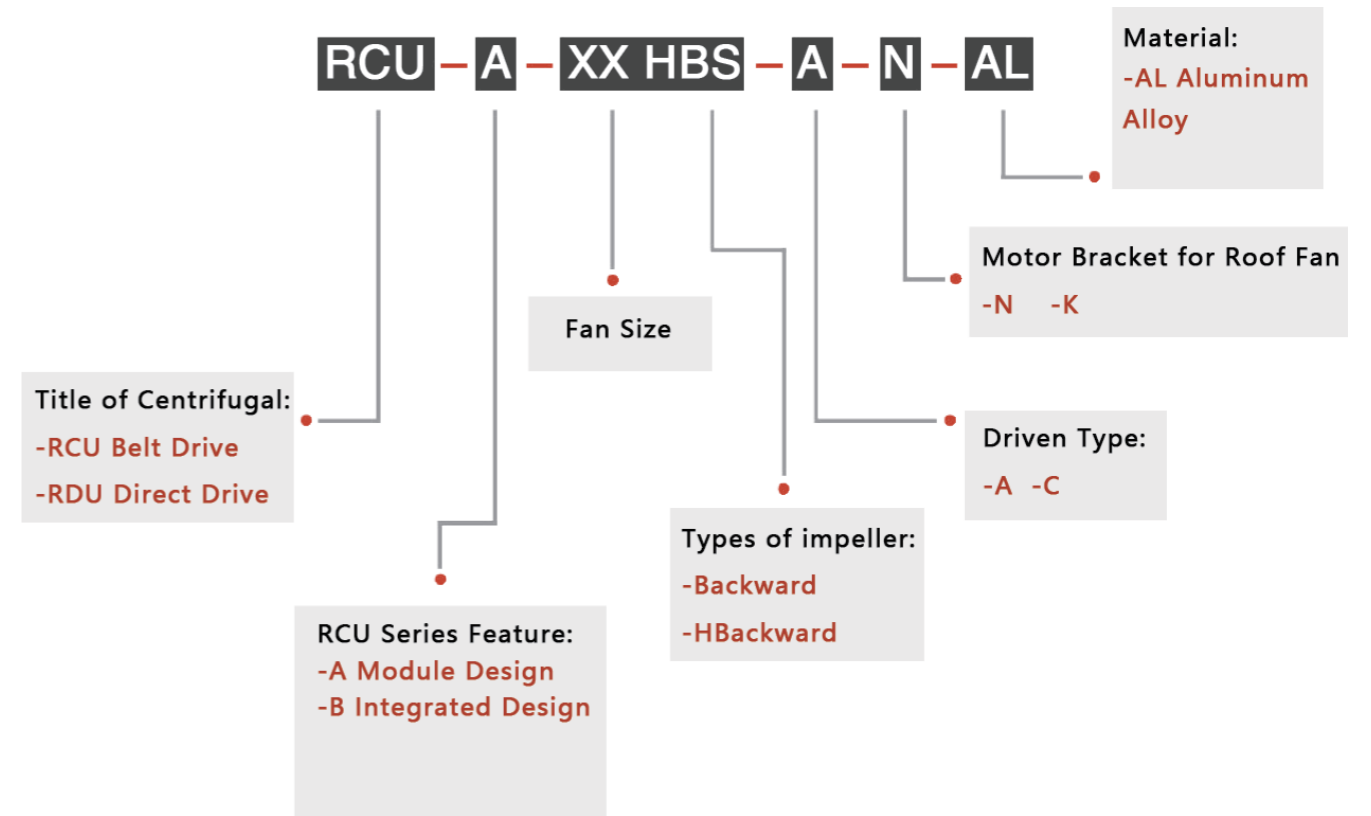 RCU – A – XX HBS – A – N – AL
Material:
-AL Aluminum
Alloy
Motor Bracket for Roof Fan
-N -K
Fan Size
Title of Centrifugal:
-RCU Belt Drive
-RDU Direct Drive
Driven Type:
-A -C
Types of impeller:
-Backward
-HBackward
RCU Series Feature:
-A Module Design
-B Integrated Design